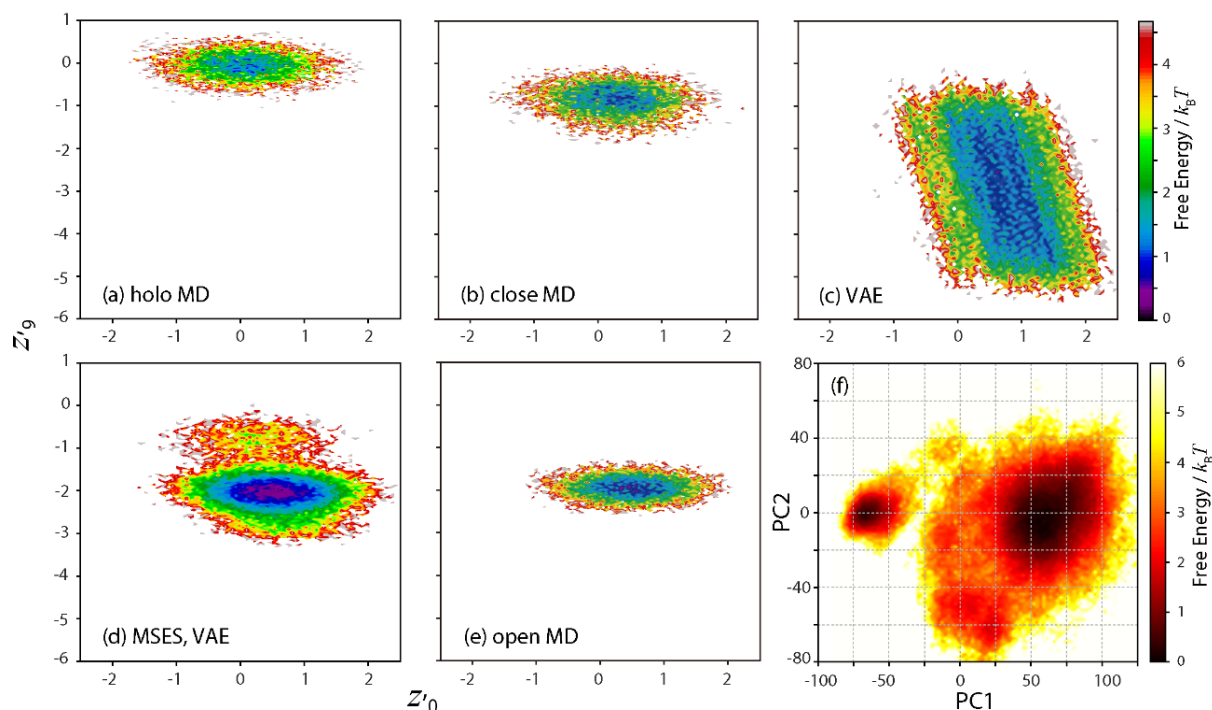 1
0
-1
-2
-3
-4
-5
-6
(a) holo MD
-2 -1 0 1 2
(b) close MD
-2 -1 0 1 2
(c) VAE
-2 -1 0 1 2
4
3
2
1
0
Free Energy / kBT
z'9
1
0
-1
-2
-3
-4
-5
-6
(d) MSES, VAE
-2 -1 0 1 2
(e) open MD
-2 -1 0 1 2
z'0
(f)
80
40
0
-40
-80
PC2
-100 -50 0 50 100
PC1
6
5
4
3
2
1
0
Free Energy / kBT